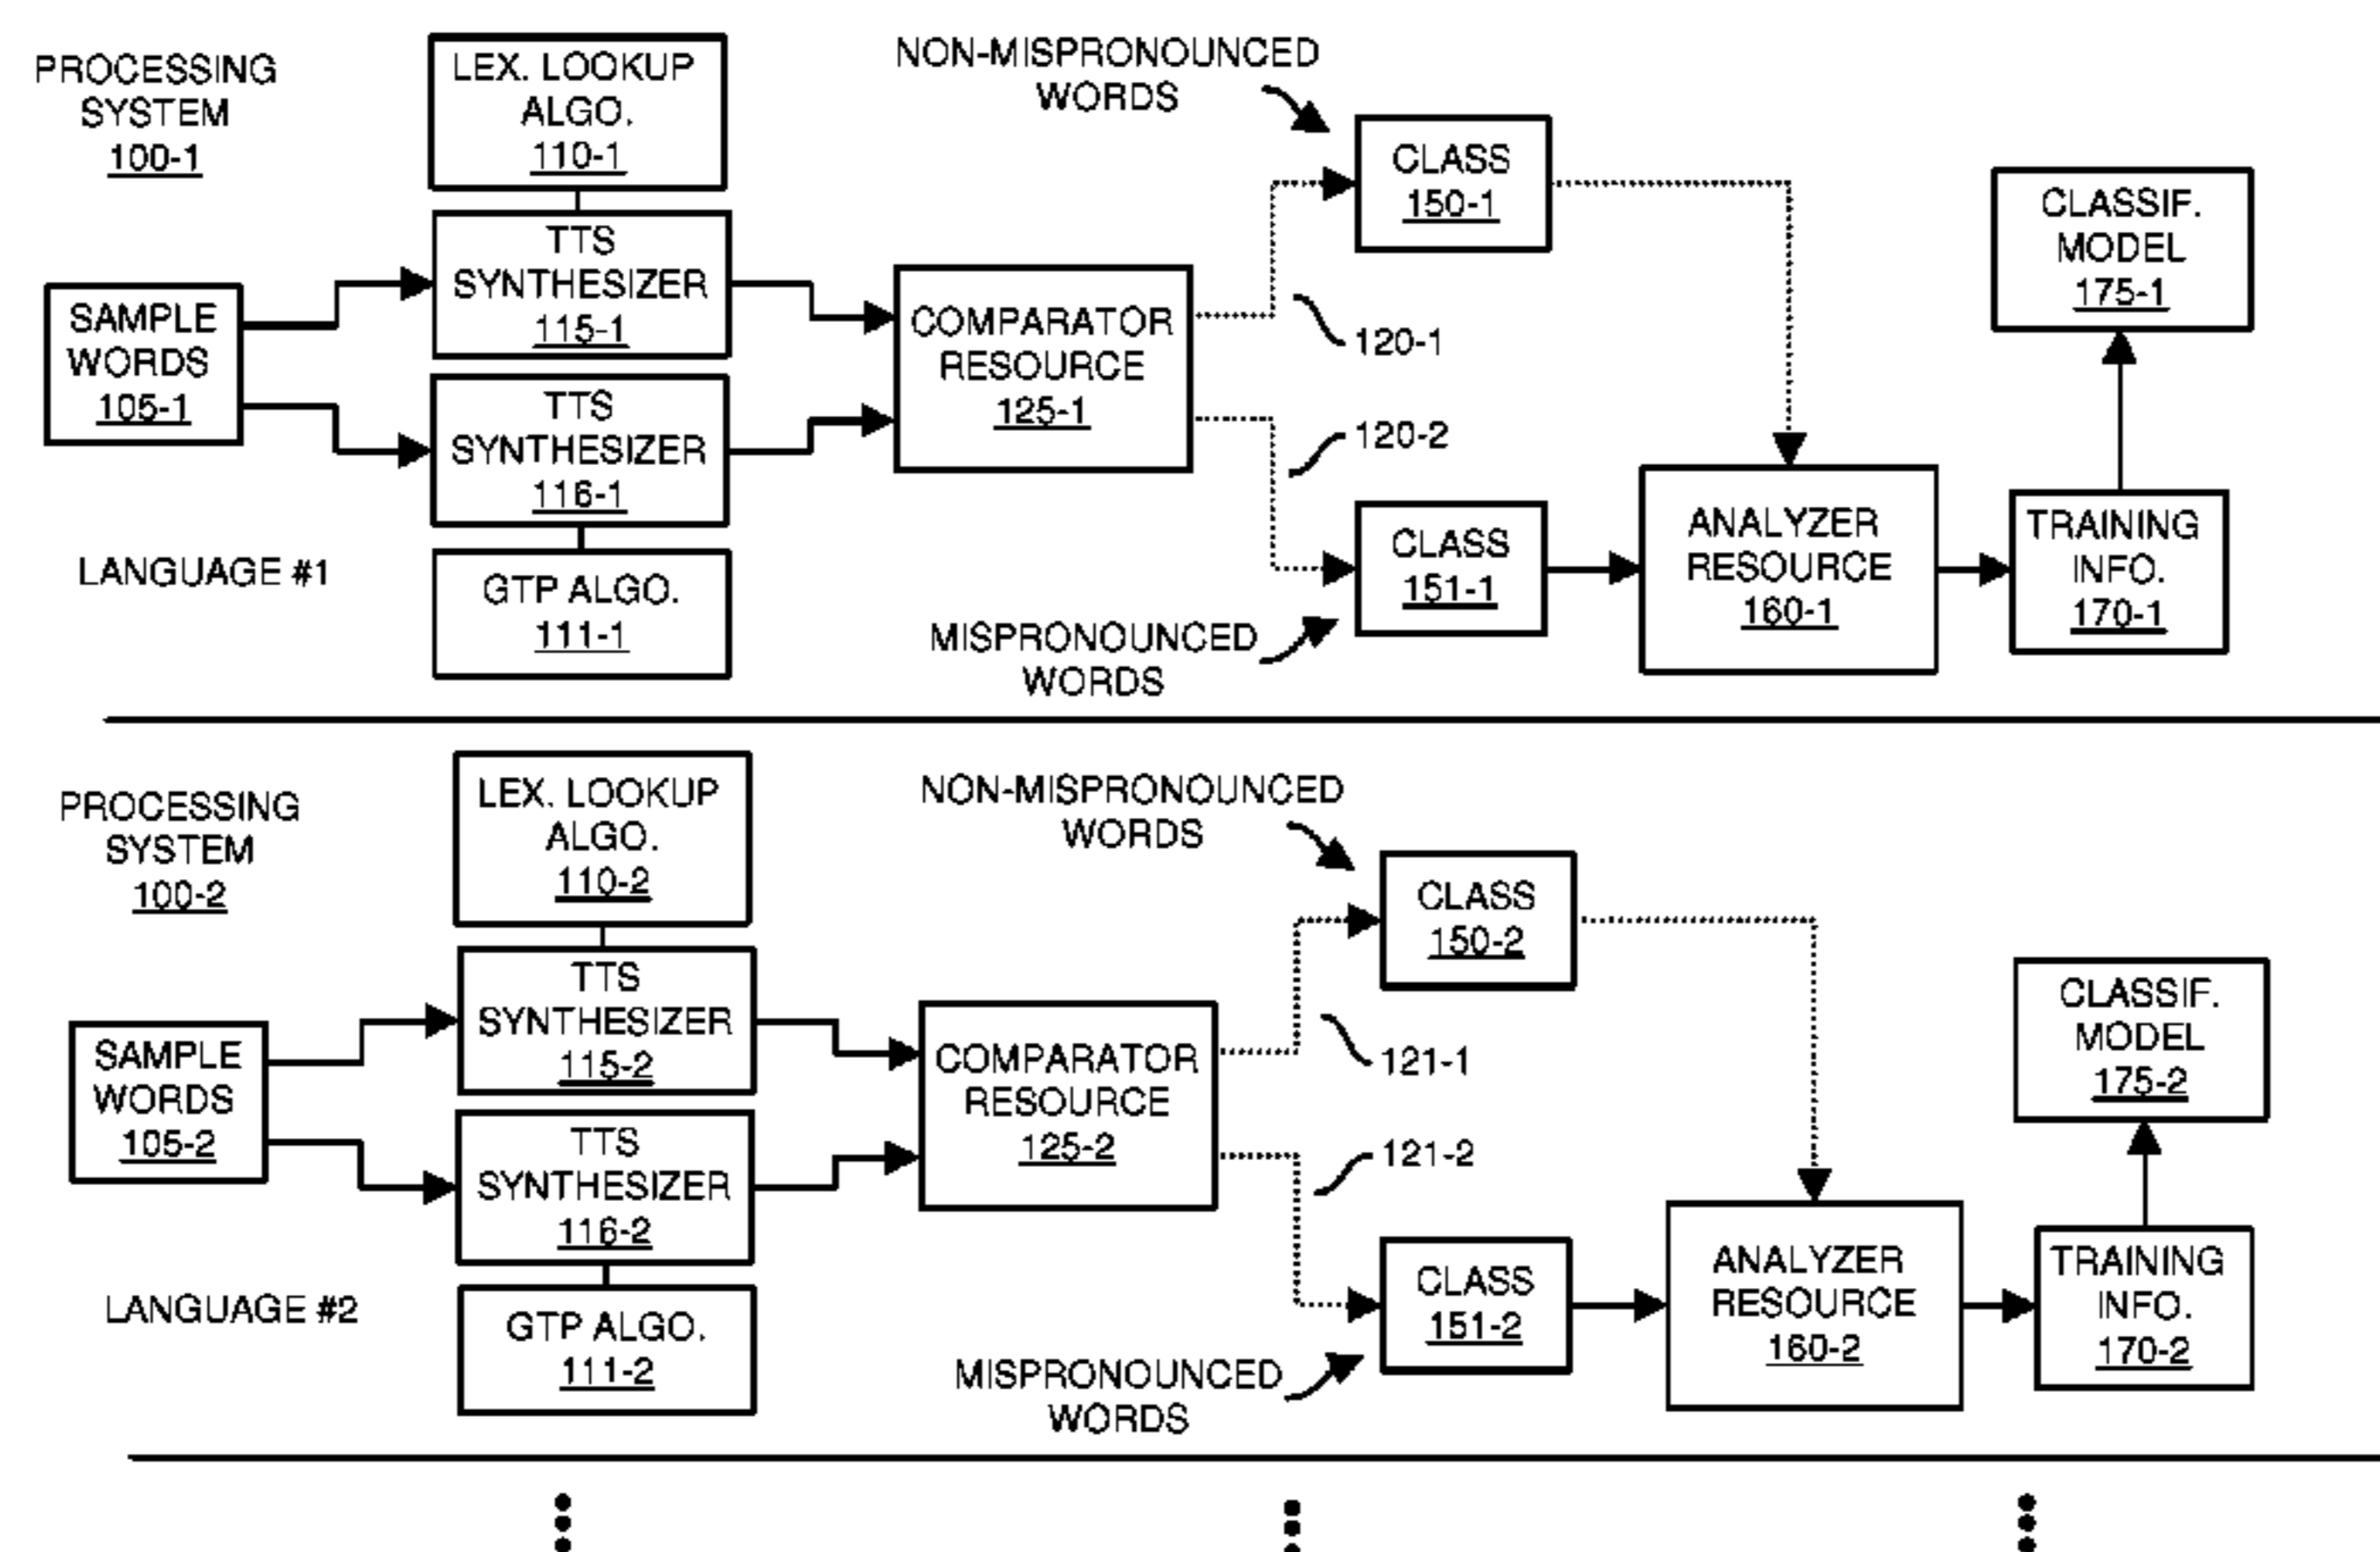 PROCESSING
SYSTEM
100-1
LEX. LOOKUP
ALGO.
110-1
NON-MISPRONOUNCED
WORDS
CLASS
150-1
CLASSIF.
MODEL
175-1
TTS
SYNTHESIZER
115-1
SAMPLE
WORDS
105-1
COMPARATOR
RESOURCE
125-1
120-1
TTS
SYNTHESIZER
116-1
120-2
LANGUAGE #1
GTP ALGO.
111-1
CLASS
151-1
MISPRONOUNCED
WORDS
ANALYZER
RESOURCE
160-1
TRAINING
INFO.
170-1
PROCESSING
SYSTEM
100-2
LEX. LOOKUP
ALGO.
110-2
NON-MISPRONOUNCED
WORDS
CLASS
150-2
CLASSIF.
MODEL
175-2
TTS
SYNTHESIZER
115-2
SAMPLE
WORDS
105-2
COMPARATOR
RESOURCE
125-2
121-1
TTS
SYNTHESIZER
116-2
121-2
LANGUAGE #2
GTP ALGO.
111-2
CLASS
151-2
MISPRONOUNCED
WORDS
ANALYZER
RESOURCE
160-2
TRAINING
INFO.
170-2